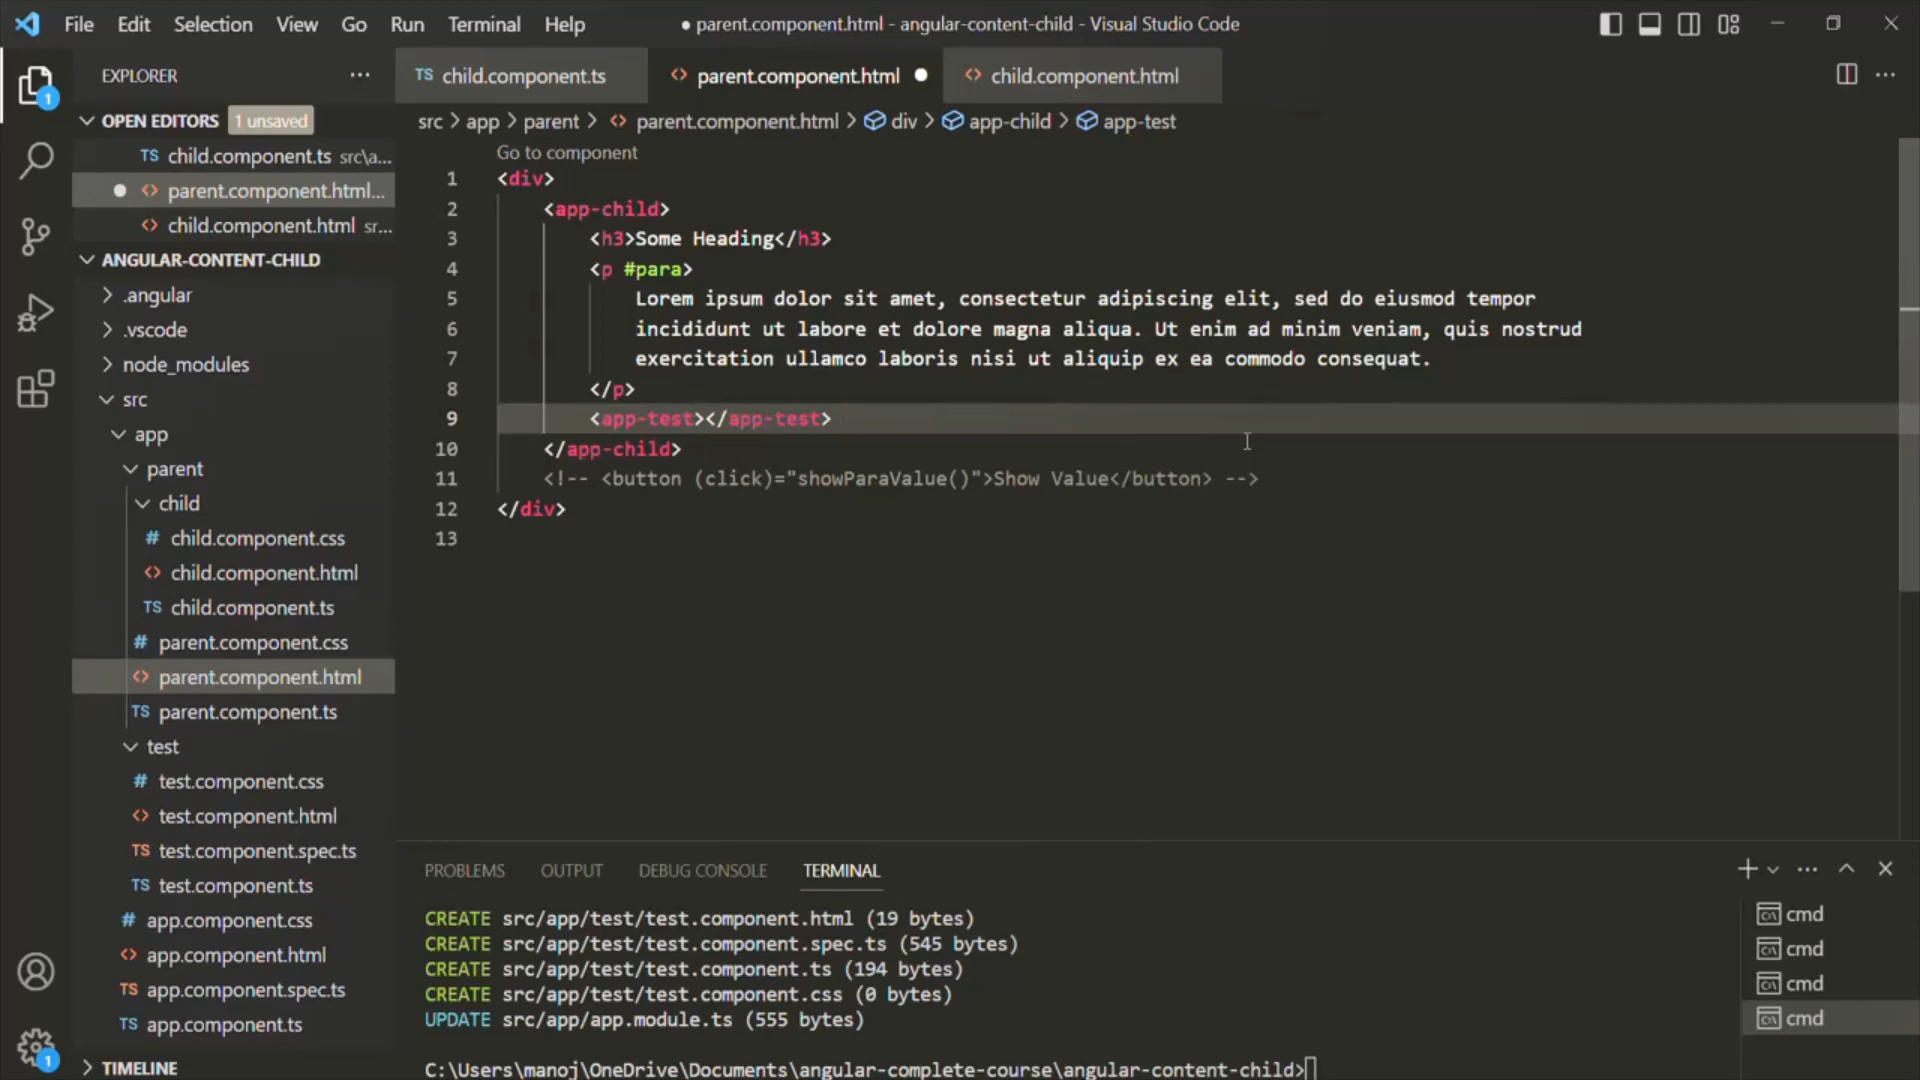 File Edit Selection View Go Run Terminal Help
● parent.component.html - angular-content-child - Visual Studio Code
EXPLORER
OPEN EDITORS 1 unsaved
TS child.component.ts src\a...
parent.component.html...
child.component.html sr...
ANGULAR-CONTENT-CHILD
.angular
.vscode
node_modules
src
app
parent
child
# child.component.css
child.component.html
TS child.component.ts
# parent.component.css
parent.component.html
TS parent.component.ts
test
# test.component.css
test.component.html
TS test.component.spec.ts
TS test.component.ts
# app.component.css
app.component.html
TS app.component.spec.ts
TS app.component.ts
TIMELINE
1
1
TS child.component.ts
parent.component.html
child.component.html
src > app > parent > parent.component.html > div > app-child > app-test
Go to component
1 <div>
2 <app-child>
3 <h3>Some Heading</h3>
4 <p #para>
5 Lorem ipsum dolor sit amet, consectetur adipiscing elit, sed do eiusmod tempor
6 incididunt ut labore et dolore magna aliqua. Ut enim ad minim veniam, quis nostrud
7 exercitation ullamco laboris nisi ut aliquip ex ea commodo consequat.
8 </p>
9 <app-test></app-test>
10 </app-child>
11 <!-- <button (click)="showParaValue()">Show Value</button> -->
12 </div>
13
PROBLEMS OUTPUT DEBUG CONSOLE TERMINAL
CREATE src/app/test/test.component.html (19 bytes)
CREATE src/app/test/test.component.spec.ts (545 bytes)
CREATE src/app/test/test.component.ts (194 bytes)
CREATE src/app/test/test.component.css (0 bytes)
UPDATE src/app/app.module.ts (555 bytes)
C:\Users\manoj\OneDrive\Documents\angular-complete-course\angular-content-child>
cmd
cmd
cmd
cmd